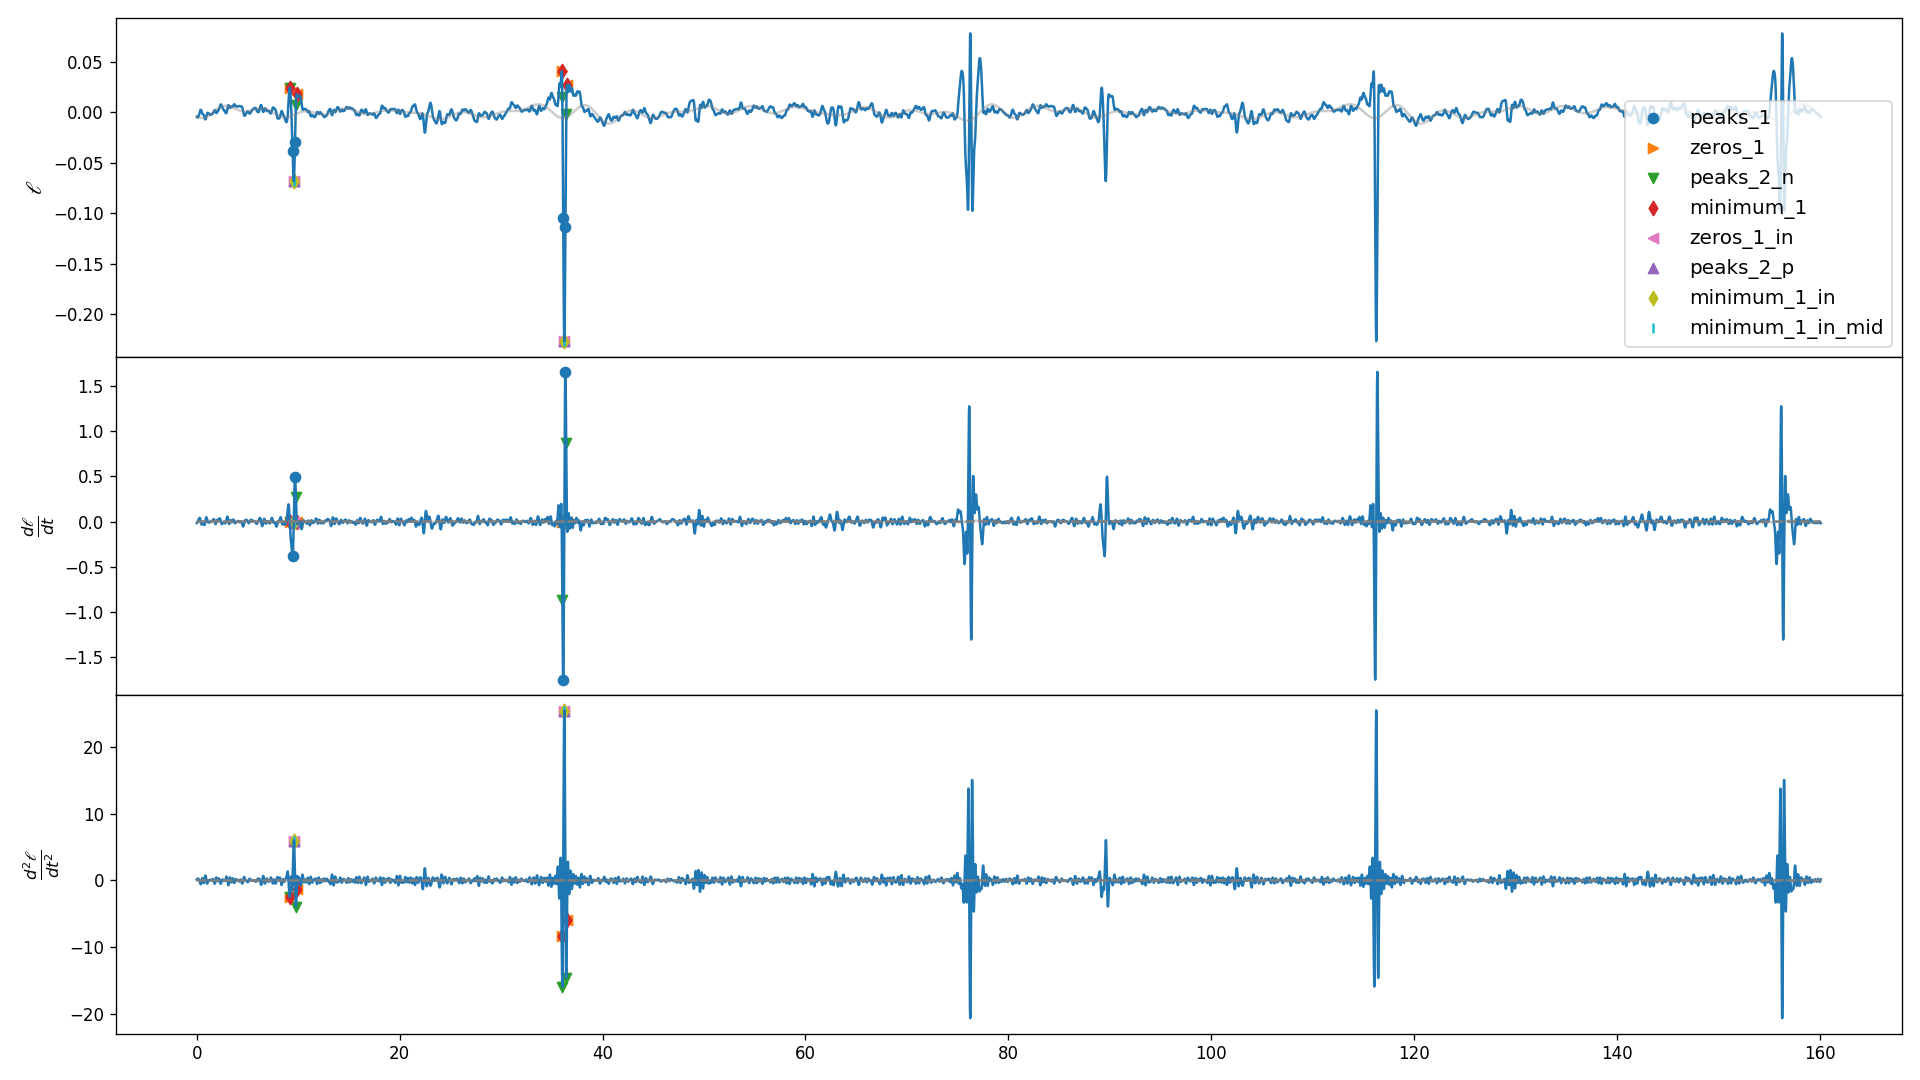 0.05
0.00
−0.05
−0.10
−0.15
−0.20
ℓ
peaks_1
zeros_1
peaks_2_n
minimum_1
zeros_1_in
peaks_2_p
minimum_1_in
minimum_1_in_mid
1.5
1.0
0.5
0.0
−0.5
−1.0
−1.5
dℓ
dt
20
10
0
−10
−20
d²ℓ
dt²
0 20 40 60 80 100 120 140 160